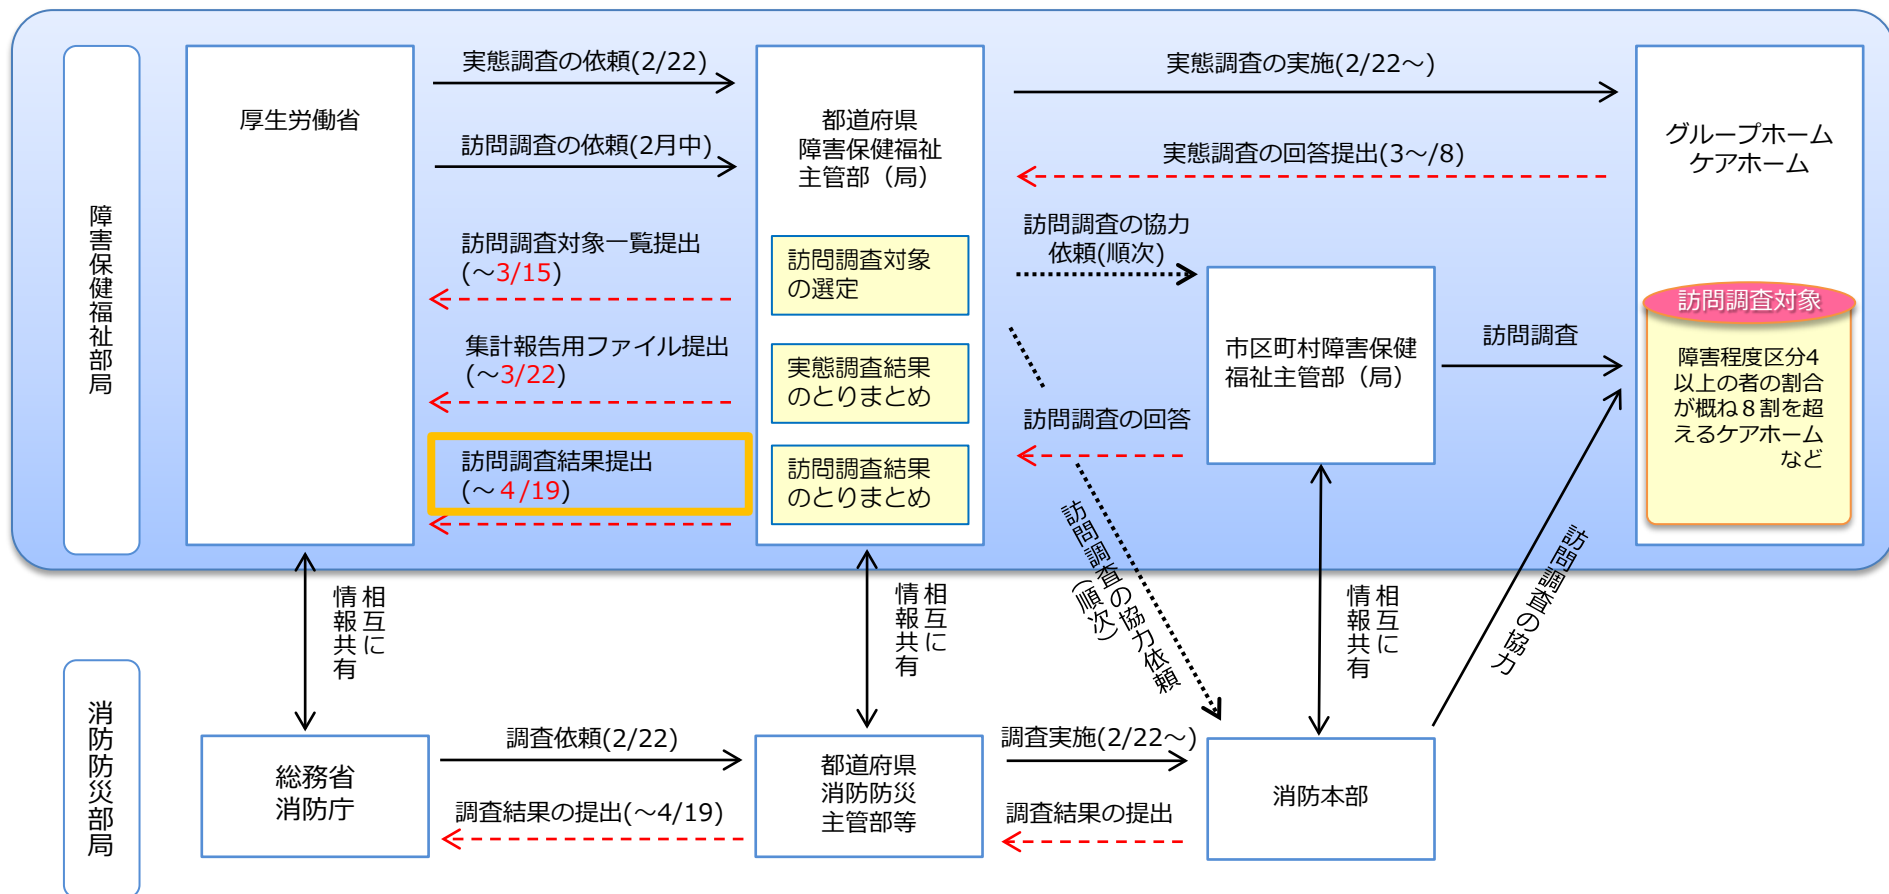 障害保健福祉部局
厚生労働省
実態調査の依頼(2/22)
訪問調査の依頼(2月中)
訪問調査対象一覧提出
(～3/15)
集計報告用ファイル提出
(～3/22)
訪問調査結果提出
(～４/19)
都道府県
障害保健福祉
主管部（局）
訪問調査対象
の選定
実態調査結果
のとりまとめ
訪問調査結果
のとりまとめ
実態調査の実施(2/22～)
実態調査の回答提出(3～/8)
訪問調査の協力
依頼(順次)
訪問調査の回答
訪問調査の協力依頼
(順次)
市区町村障害保健
福祉主管部（局）
訪問調査
グループホーム
ケアホーム
訪問調査対象
障害程度区分4
以上の者の割合
が概ね８割を超
えるケアホーム
など
訪問調査の協力
相互に
情報共有
相互に
情報共有
相互に
情報共有
消防防災部局
総務省
消防庁
調査依頼(2/22)
調査結果の提出(～4/19)
都道府県
消防防災
主管部等
調査実施(2/22～)
調査結果の提出
消防本部